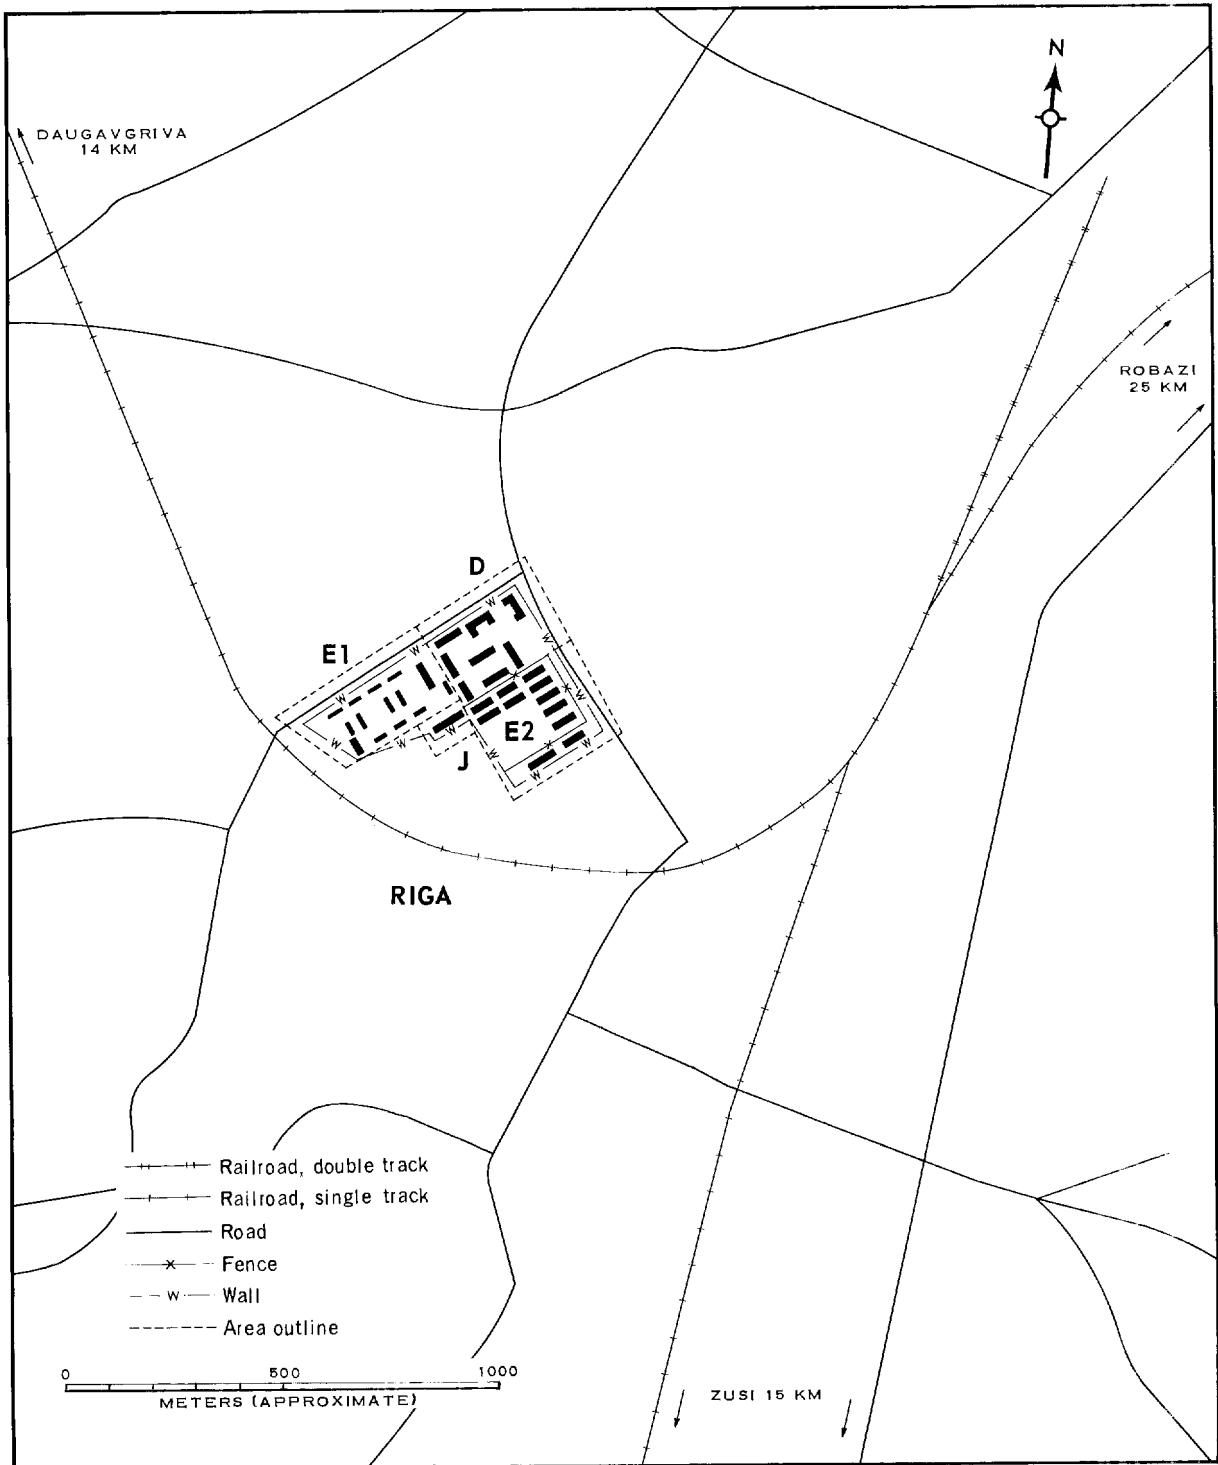 N
DAUGAVGRIVA
14 KM
ROBAZI
25 KM
D
E1
E2
J
RIGA
Railroad, double track
Railroad, single track
Road
x Fence
W Wall
Area outline
0 500 1000
METERS (APPROXIMATE)
ZUSI 15 KM
W
W
W
W
W
W
W
W
W
W
W
W